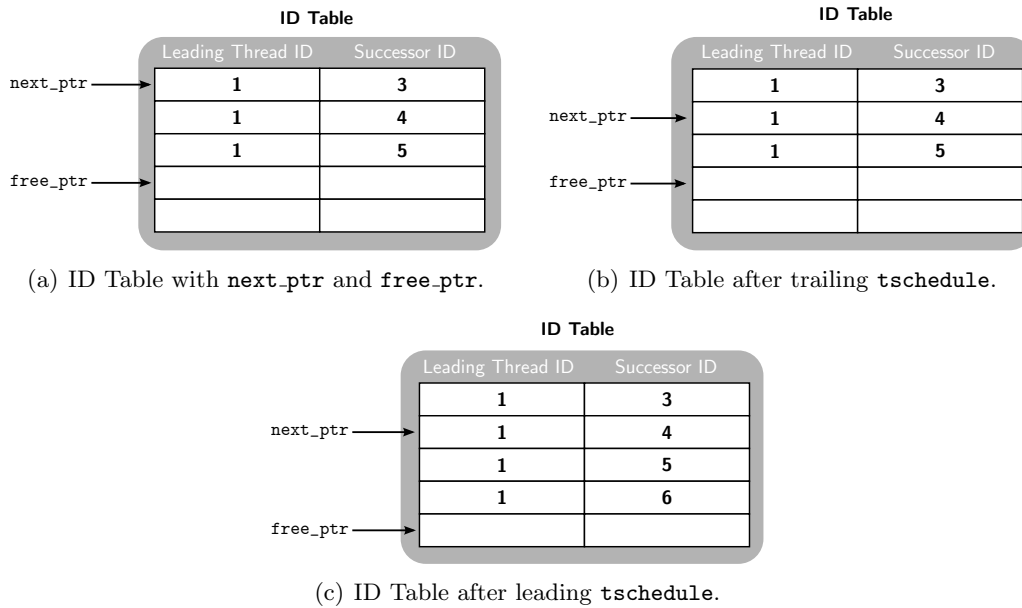 ID Table
Leading Thread ID Successor ID
next_ptr 1 3
1 4
1 5
free_ptr
(a) ID Table with next_ptr and free_ptr.
ID Table
Leading Thread ID Successor ID
1 3
next_ptr 1 4
1 5
free_ptr
(b) ID Table after trailing tschedule.
ID Table
Leading Thread ID Successor ID
1 3
next_ptr 1 4
1 5
1 6
free_ptr
(c) ID Table after leading tschedule.